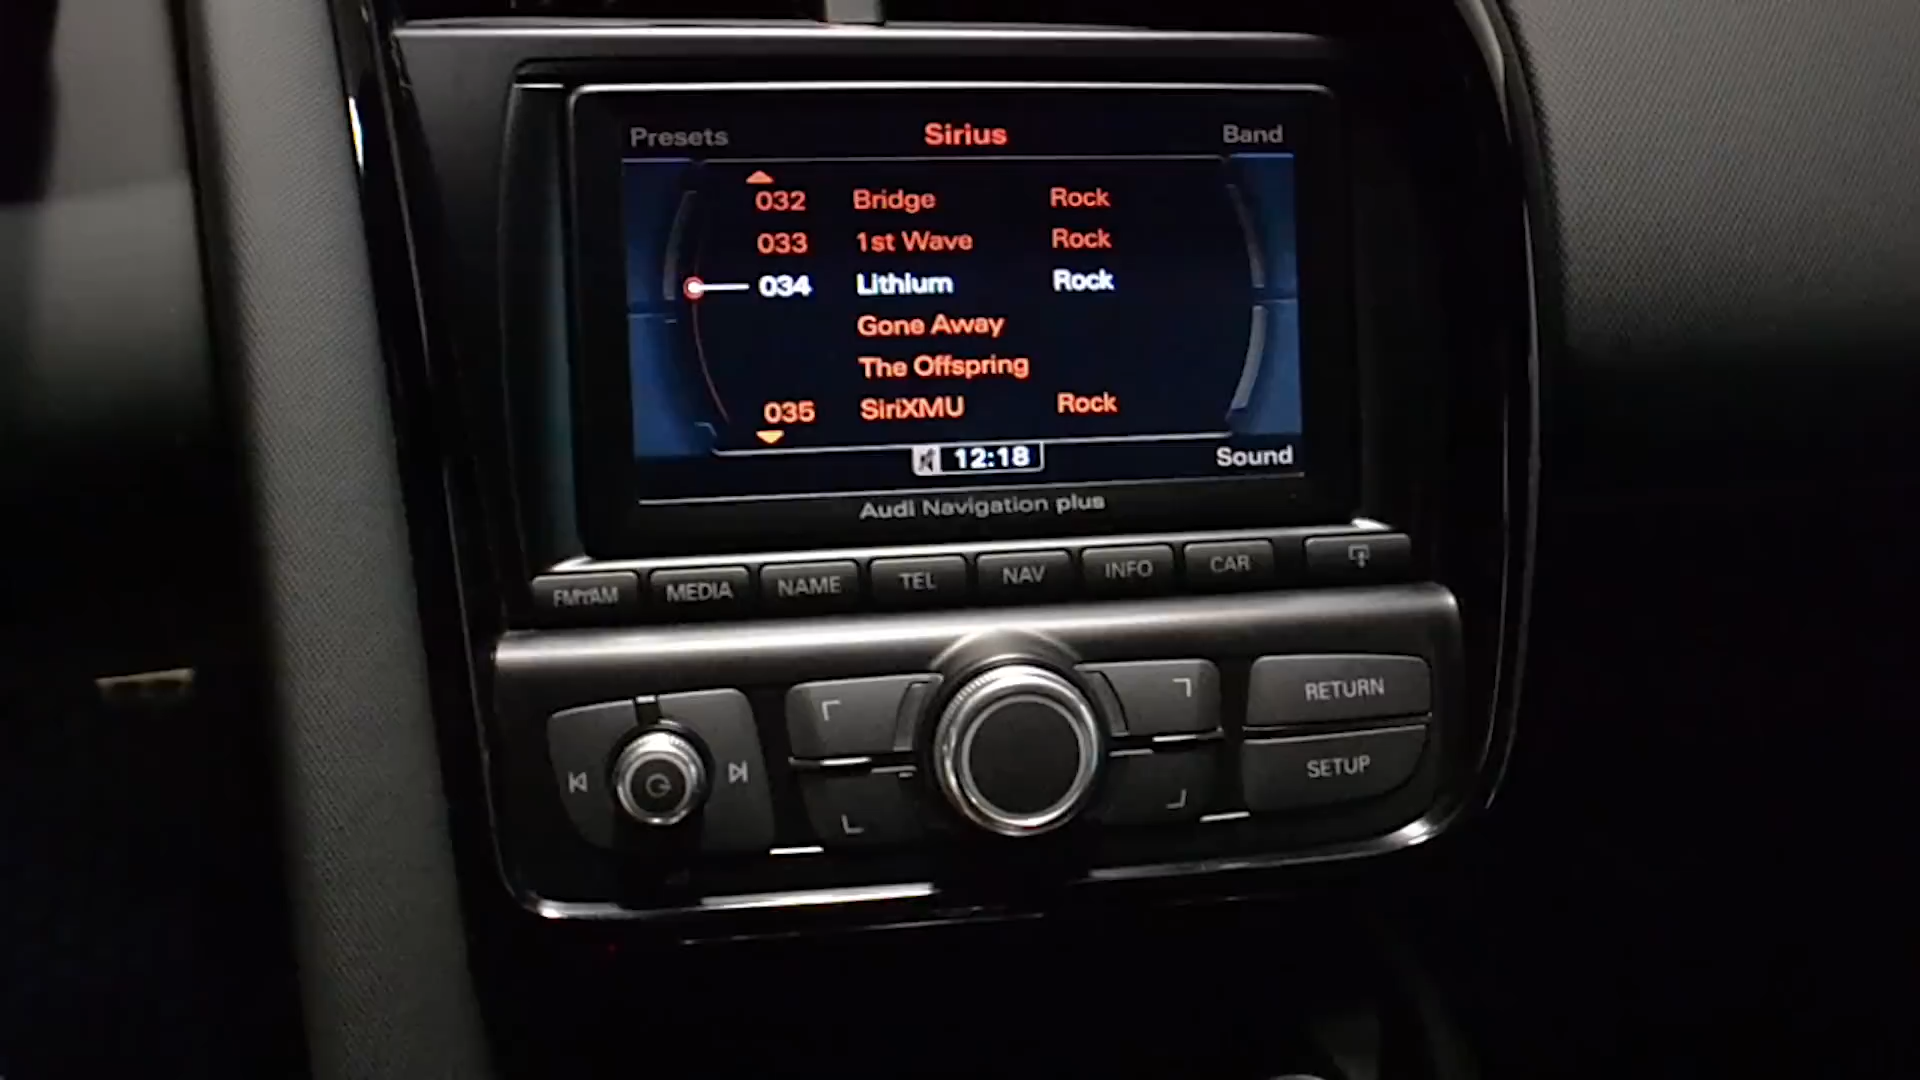 Presets Sirius Band
032 Bridge Rock
033 1st Wave Rock
034 Lithium Rock
Gone Away
The Offspring
035 SiriXMU Rock
12:18 Sound
Audi Navigation plus
FM/AM MEDIA NAME TEL NAV INFO CAR
RETURN
SETUP